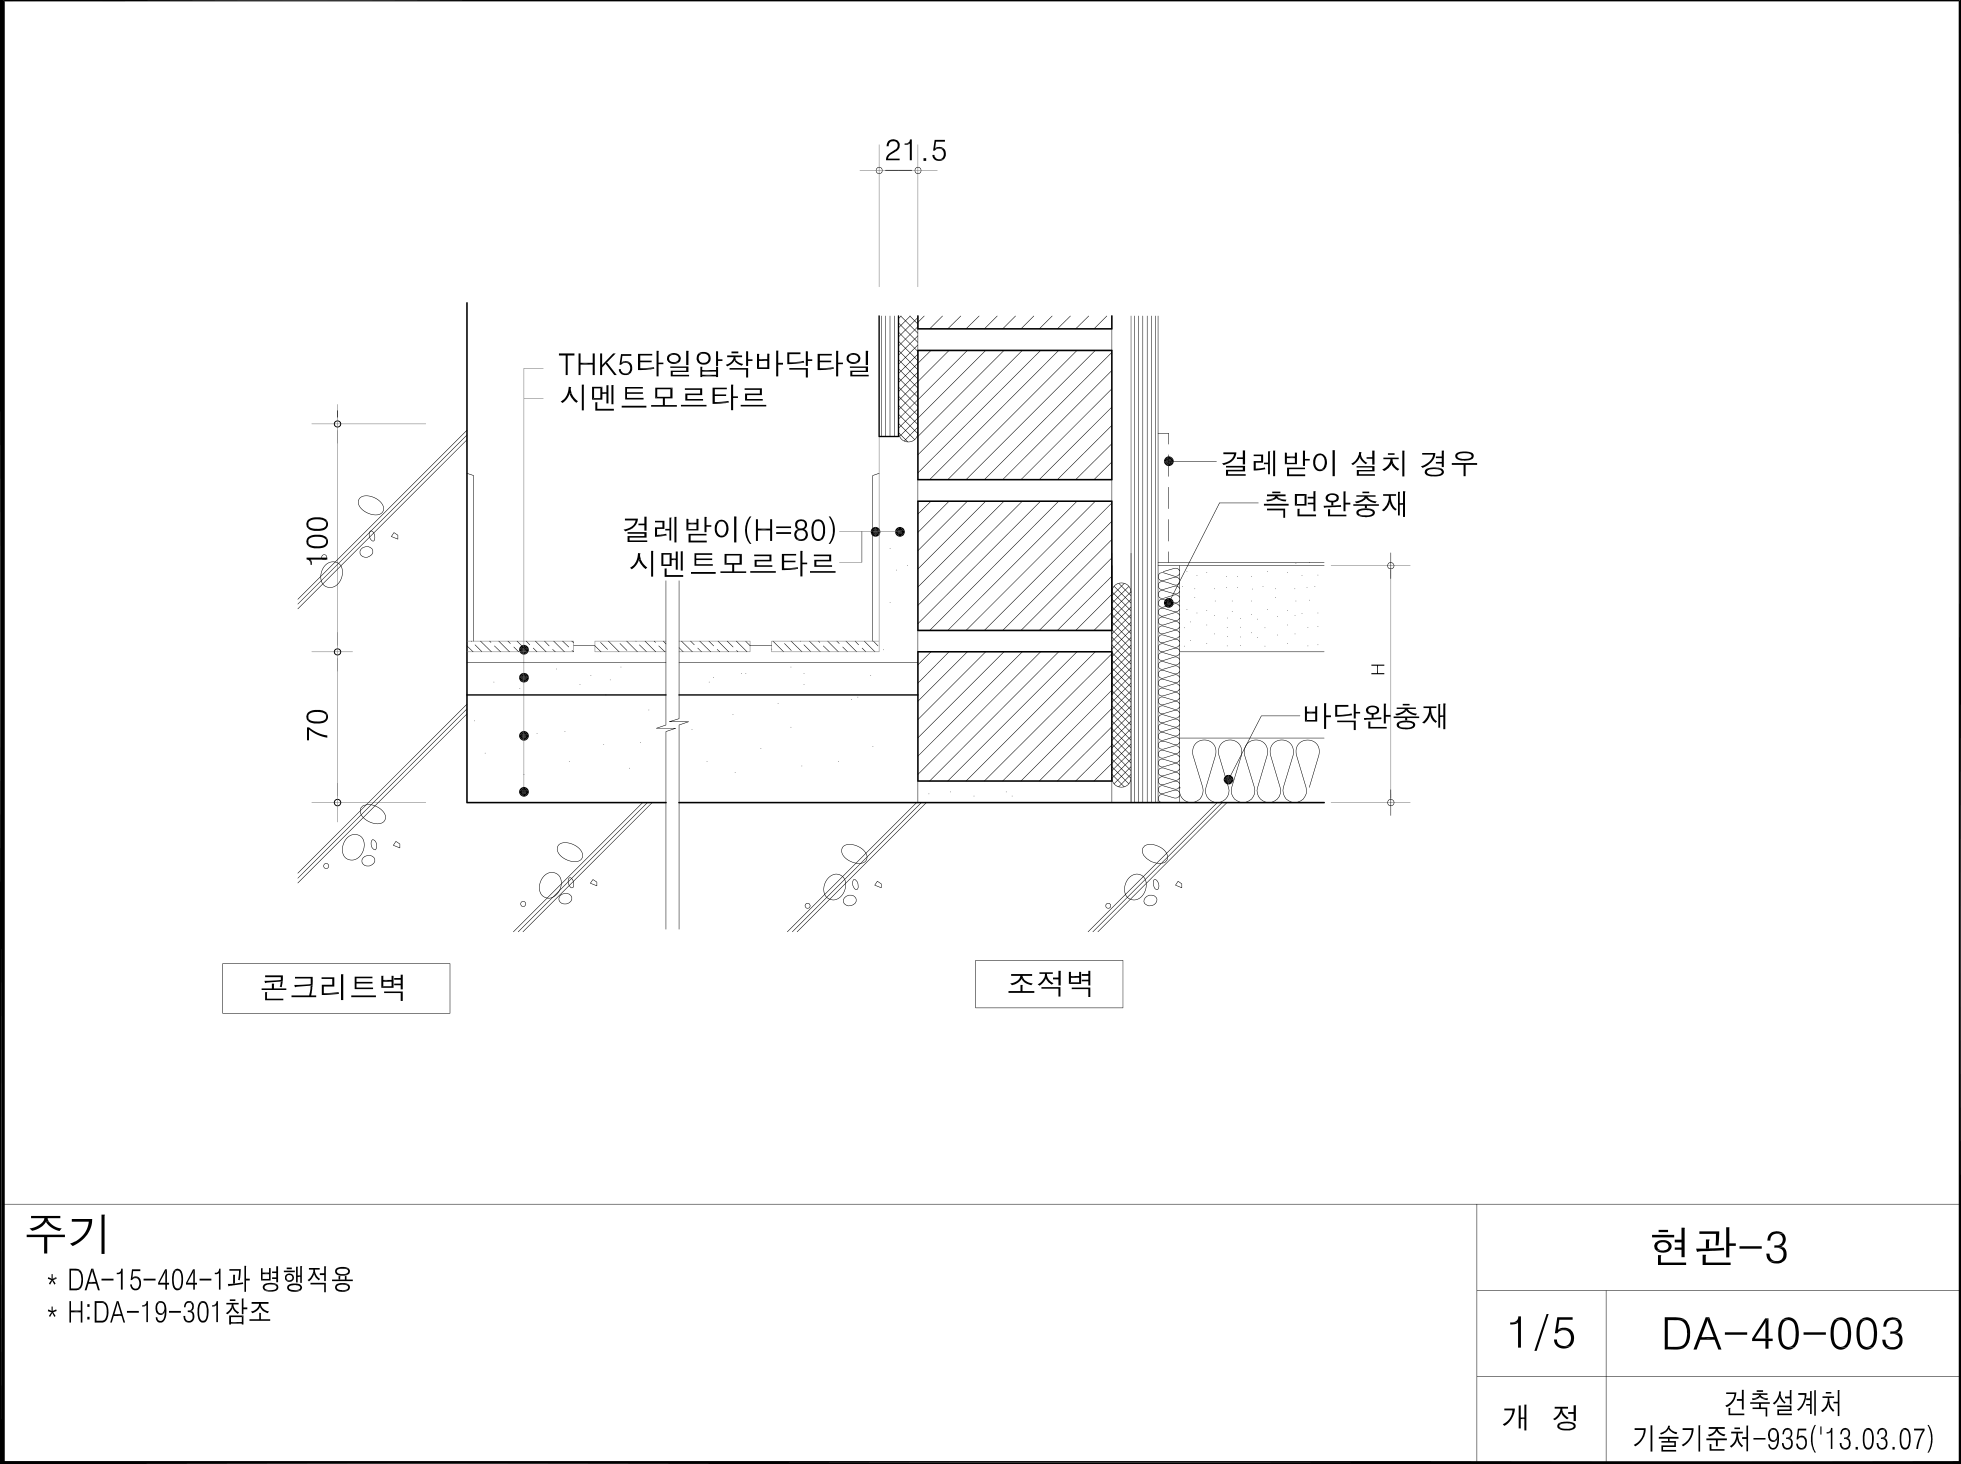 21.5
THK5타일압착바닥타일
시멘트모르타르
걸레받이 설치 경우
측면완충재
100
걸레받이(H=80)
시멘트모르타르
H
70
바닥완충재
콘크리트벽
조적벽
주기
* DA-15-404-1과 병행적용
* H:DA-19-301참조
현관-3
1/5
DA-40-003
개 정
건축설계처
기술기준처-935('13.03.07)